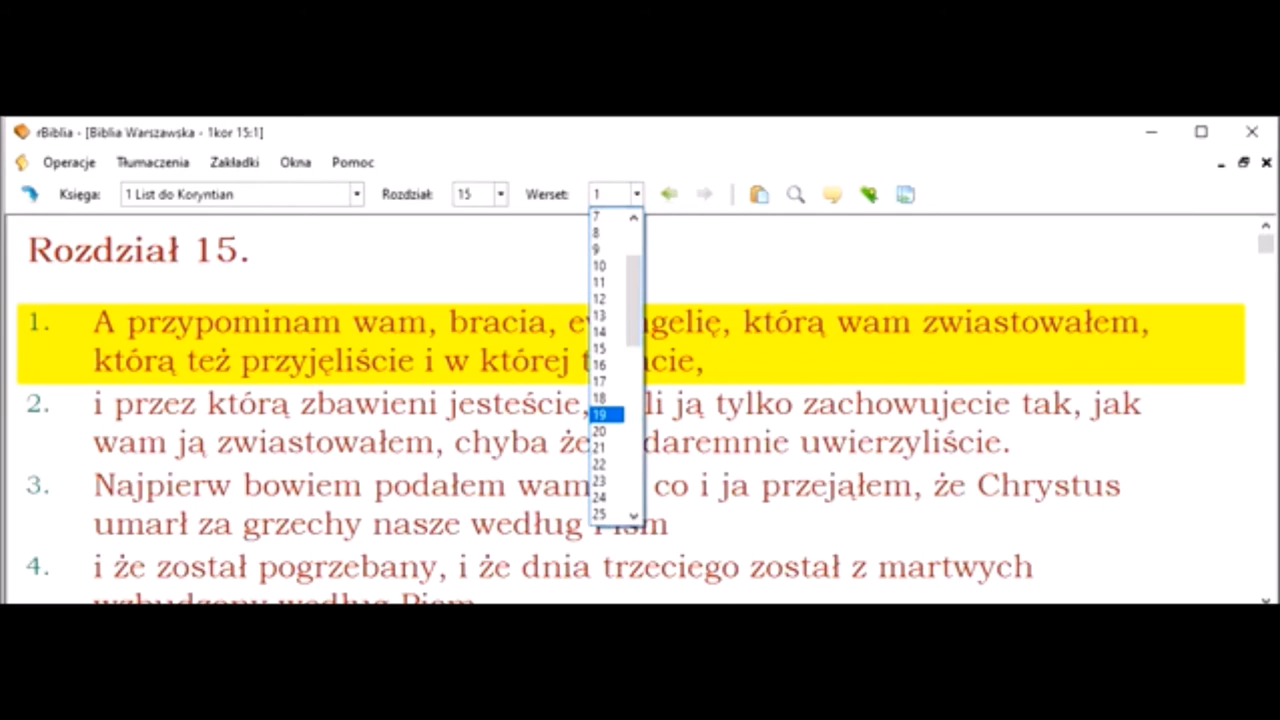 rBiblia - [Biblia Warszawska - 1kor 15:1]
Operacje Tłumaczenia Zakładki Okna Pomoc
Księga: 1 List do Koryntian Rozdział: 15 Werset: 1
7
8
9
10
11
12
13
14
15
16
17
18
19
20
21
22
23
24
25
Rozdział 15.
1. A przypominam wam, bracia, którą wam zwiastowałem,
którą też przyjęliście i w której
2. i przez którą zbawieni jesteście, ją tylko zachowujecie tak, jak
wam ją zwiastowałem, chyba że daremnie uwierzyliście.
3. Najpierw bowiem podałem wam co i ja przejąłem, że Chrystus
umarł za grzechy nasze według Pism
4. i że został pogrzebany, i że dnia trzeciego został z martwych
wzbudzony według Pism